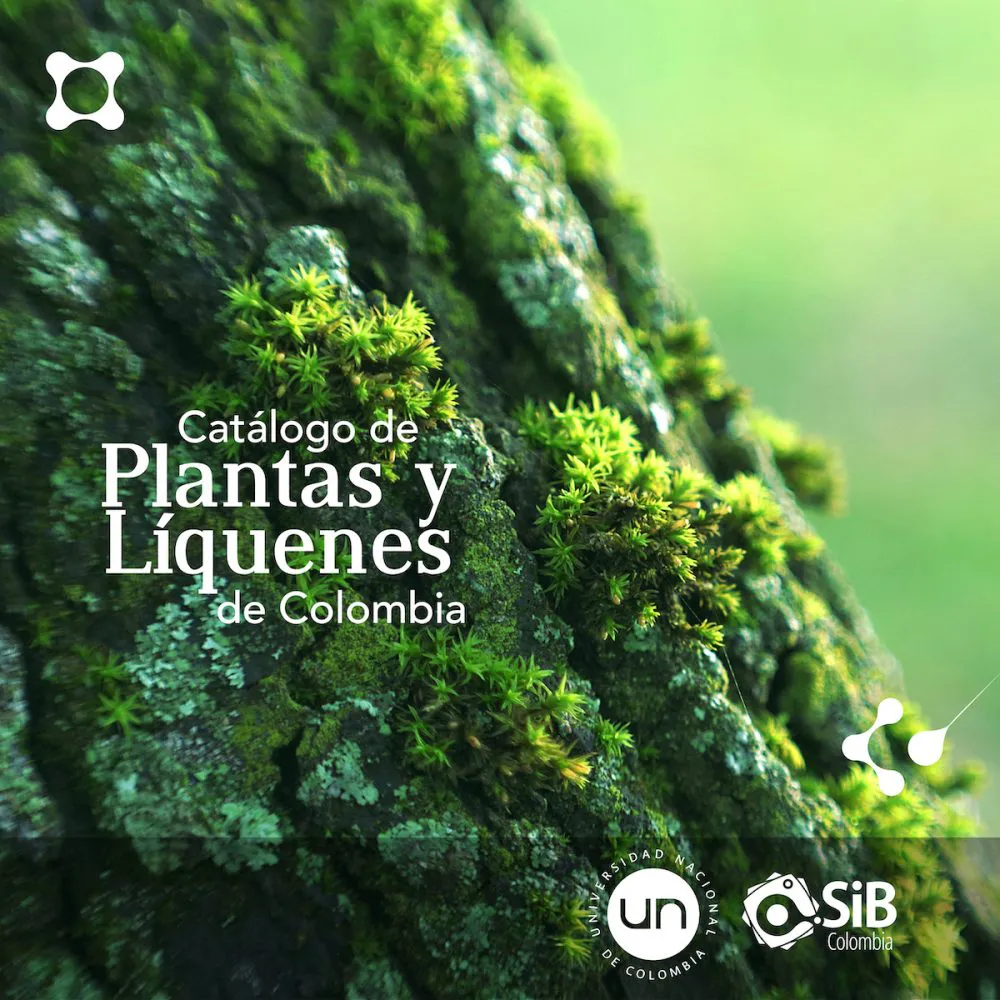 Catálogo de
Plantas y
Líquenes
de Colombia
UNIVERSIDAD NACIONAL
DE COLOMBIA
un
SiB
Colombia